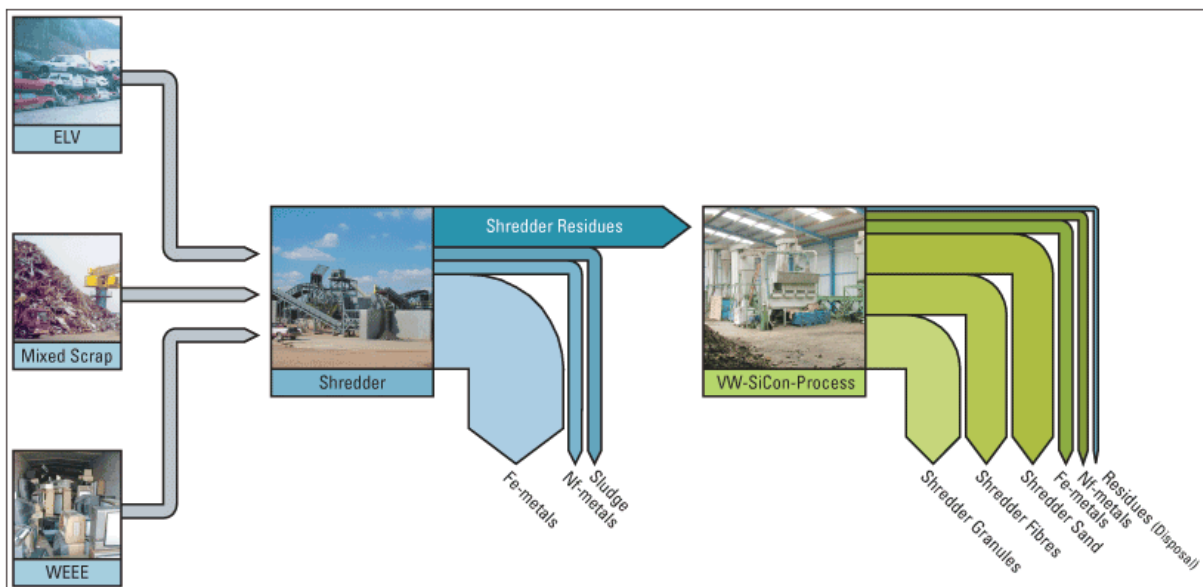 ELV
Mixed Scrap
WEEE
Shredder
Shredder Residues
Fe-metals
Nf-metals
Sludge
VW-SiCon-Process
Shredder Granules
Shredder Fibres
Shredder Sand
Fe-metals
Nf-metals
Residues (Disposal)